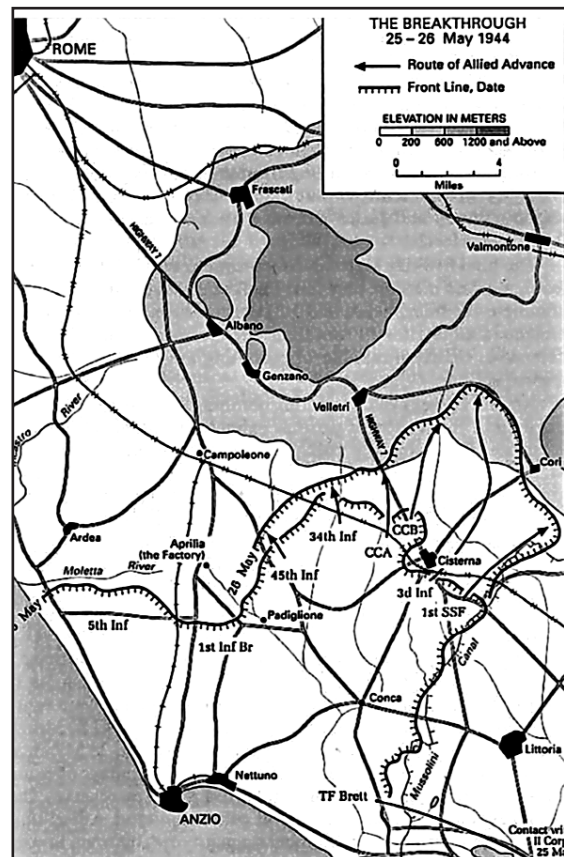 THE BREAKTHROUGH
25 – 26 May 1944
Route of Allied Advance
Front Line, Date
ELEVATION IN METERS
0 200 600 1200 and Above
0 4
Miles
ROME
Frascati
Valmontone
HIGHWAY 7
Albano
Genzano
Velletri
HIGHWAY 7
River
Campoleone
Cori
Ardea
Aprilia
(the Factory)
26 May
34th Inf
CCB
CCA
Cisterna
Moletta
River
45th Inf
3d Inf
1st SSF
May
5th Inf
Padiglione
1st Inf Br
Canal
Conca
Mussolini
Littoria
Nettuno
TF Brett
ANZIO
Contact wi
II Corp
25 Ma